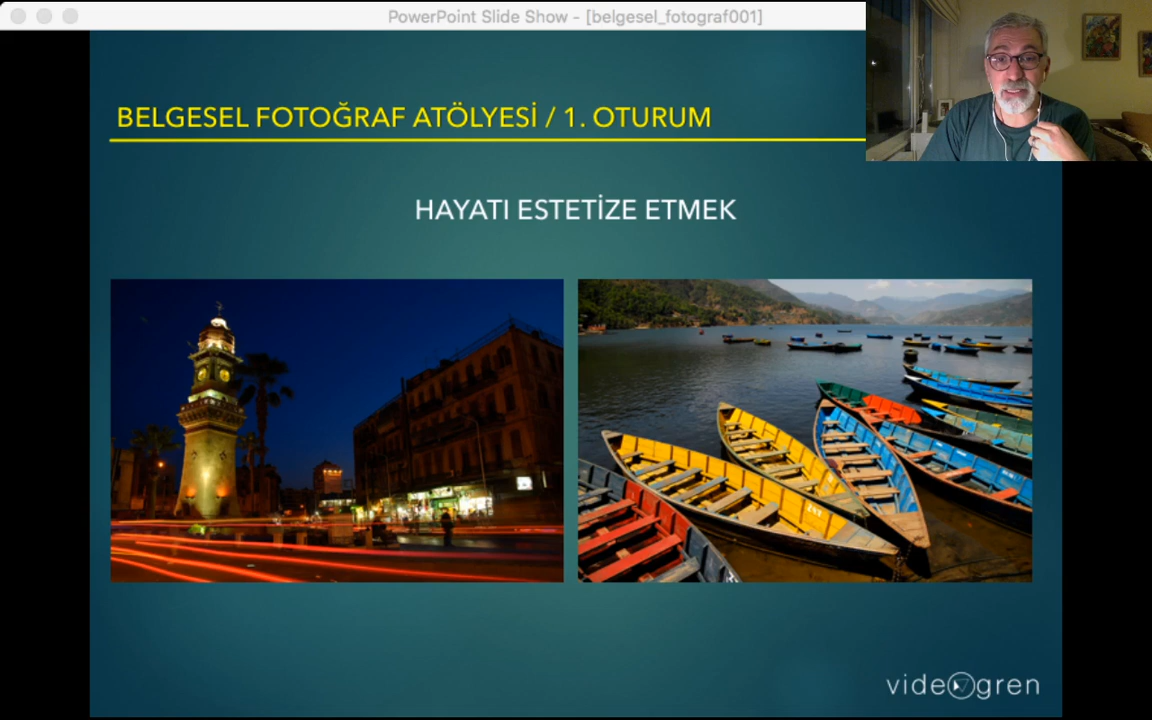 PowerPoint Slide Show - [belgesel_fotograf001]
BELGESEL FOTOĞRAF ATÖLYESİ / 1. OTURUM
HAYATI ESTETİZE ETMEK
videogren